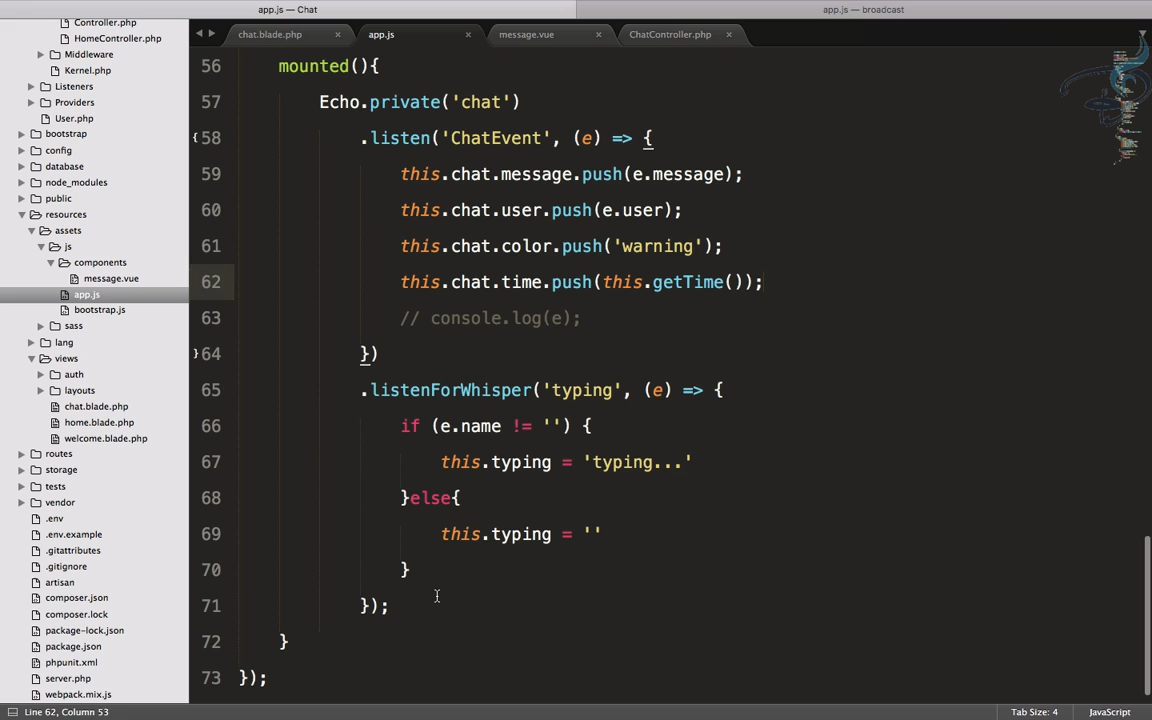 app.js — Chat
app.js — broadcast
Controller.php
HomeController.php
Middleware
Kernel.php
Listeners
Providers
User.php
bootstrap
config
database
node_modules
public
resources
assets
js
components
message.vue
app.js
bootstrap.js
sass
lang
views
auth
layouts
chat.blade.php
home.blade.php
welcome.blade.php
routes
storage
tests
vendor
.env
.env.example
.gitattributes
.gitignore
artisan
composer.json
composer.lock
package-lock.json
package.json
phpunit.xml
server.php
webpack.mix.js
chat.blade.php
app.js
message.vue
ChatController.php
56 mounted(){
57 Echo.private('chat')
58 .listen('ChatEvent', (e) => {
59 this.chat.message.push(e.message);
60 this.chat.user.push(e.user);
61 this.chat.color.push('warning');
62 this.chat.time.push(this.getTime());
63 // console.log(e);
64 })
65 .listenForWhisper('typing', (e) => {
66 if (e.name != '') {
67 this.typing = 'typing...'
68 }else{
69 this.typing = ''
70 }
71 });
72 }
73 });
Line 62, Column 53
Tab Size: 4
JavaScript